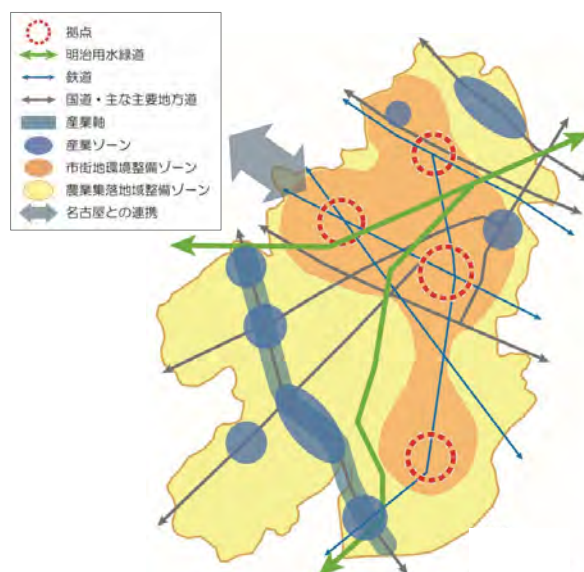 拠点
明治用水緑道
鉄道
国道・主な主要地方道
産業軸
産業ゾーン
市街地環境整備ゾーン
農業集落地域整備ゾーン
名古屋との連携